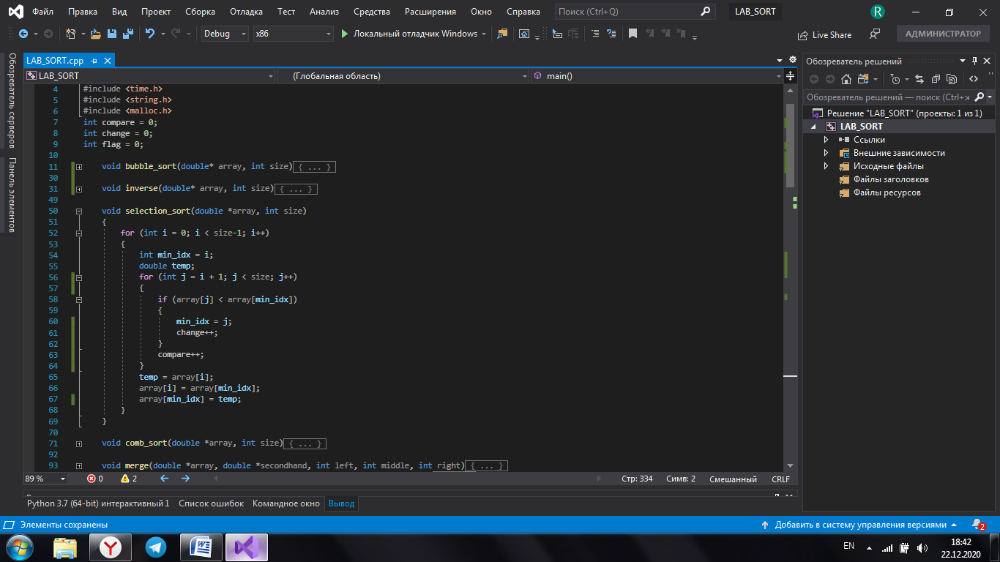 Файл Правка Вид Проект Сборка Отладка Тест Анализ Средства Расширения Окно Справка Поиск (Ctrl+Q) LAB_SORT R
Debug x86 Локальный отладчик Windows Live Share АДМИНИСТРАТОР
Обозреватель серверов
Панель элементов
LAB_SORT.cpp
LAB_SORT (Глобальная область) main()
4 #include <time.h>
5 #include <string.h>
6 #include <malloc.h>
7 int compare = 0;
8 int change = 0;
9 int flag = 0;
10
11 void bubble_sort(double* array, int size){ ... }
30
31 void inverse(double* array, int size){ ... }
49
50 void selection_sort(double *array, int size)
51 {
52 for (int i = 0; i < size-1; i++)
53 {
54 int min_idx = i;
55 double temp;
56 for (int j = i + 1; j < size; j++)
57 {
58 if (array[j] < array[min_idx])
59 {
60 min_idx = j;
61 change++;
62 }
63 compare++;
64 }
65 temp = array[i];
66 array[i] = array[min_idx];
67 array[min_idx] = temp;
68 }
69 }
70
71 void comb_sort(double *array, int size){ ... }
92
93 void merge(double *array, double *secondhand, int left, int middle, int right){ ... }
89 % 0 2 Стр: 334 Симв: 2 Смешанный CRLF
Python 3.7 (64-bit) интерактивный 1 Список ошибок Командное окно Вывод
Обозреватель решений
Обозреватель решений — поиск (Ctrl+ж
Решение "LAB_SORT" (проекты: 1 из 1)
LAB_SORT
Ссылки
Внешние зависимости
Исходные файлы
Файлы заголовков
Файлы ресурсов
Элементы сохранены Добавить в систему управления версиями 2
EN 18:42
22.12.2020